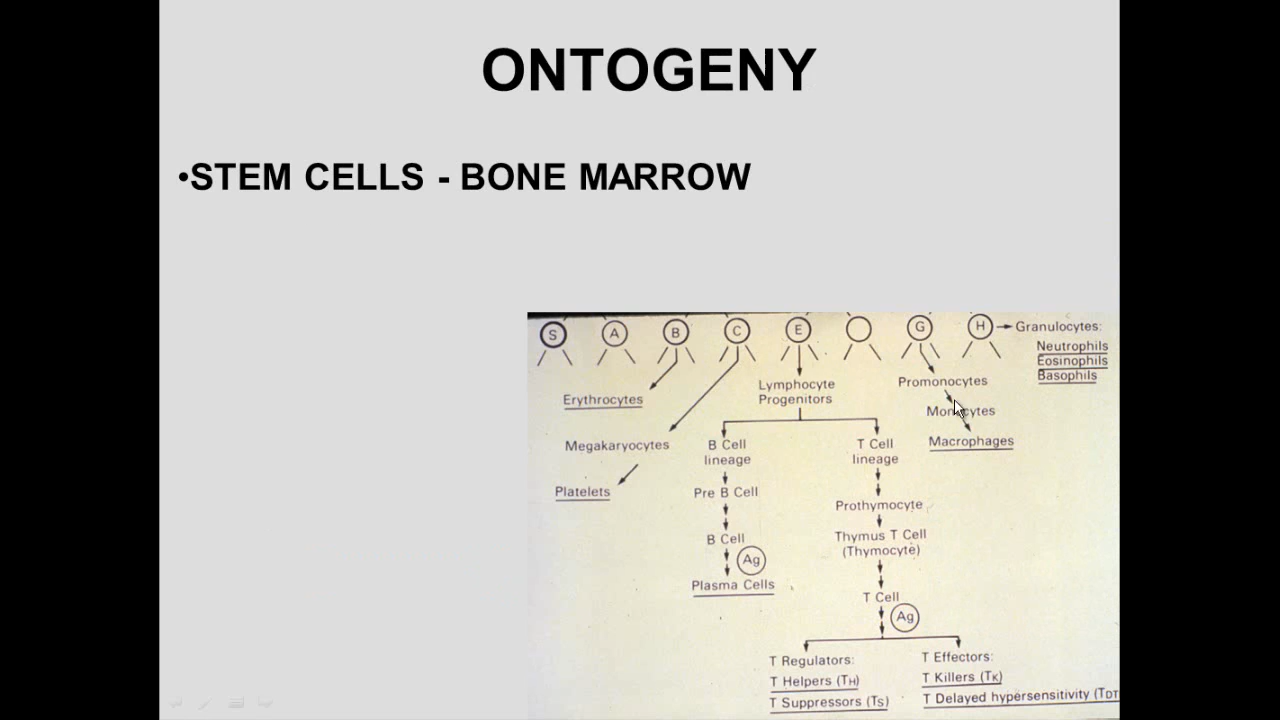 ONTOGENY
•STEM CELLS - BONE MARROW
S A B C E G H Granulocytes:
Neutrophils
Eosinophils
Basophils
Erythrocytes
Lymphocyte
Progenitors
Promonocytes
Monocytes
Macrophages
Megakaryocytes
Platelets
B Cell
lineage
Pre B Cell
B Cell
Ag
Plasma Cells
T Cell
lineage
Prothymocyte
Thymus T Cell
(Thymocyte)
T Cell
Ag
T Regulators:
T Helpers (TH)
T Suppressors (TS)
T Effectors:
T Killers (TK)
T Delayed hypersensitivity (TDT